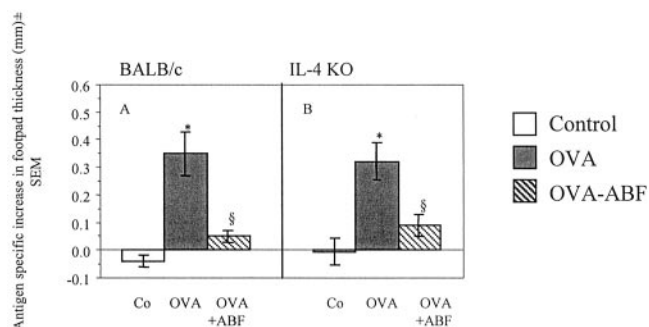 Antigen specific increase in footpad thickness (mm)±
SEM
BALB/c
IL-4 KO
0.6
0.5
0.4
0.3
0.2
0.1
0.0
-0.1
A
*
§
B
*
§
Co
OVA
OVA
+ABF
Co
OVA
OVA
+ABF
Control
OVA
OVA-ABF